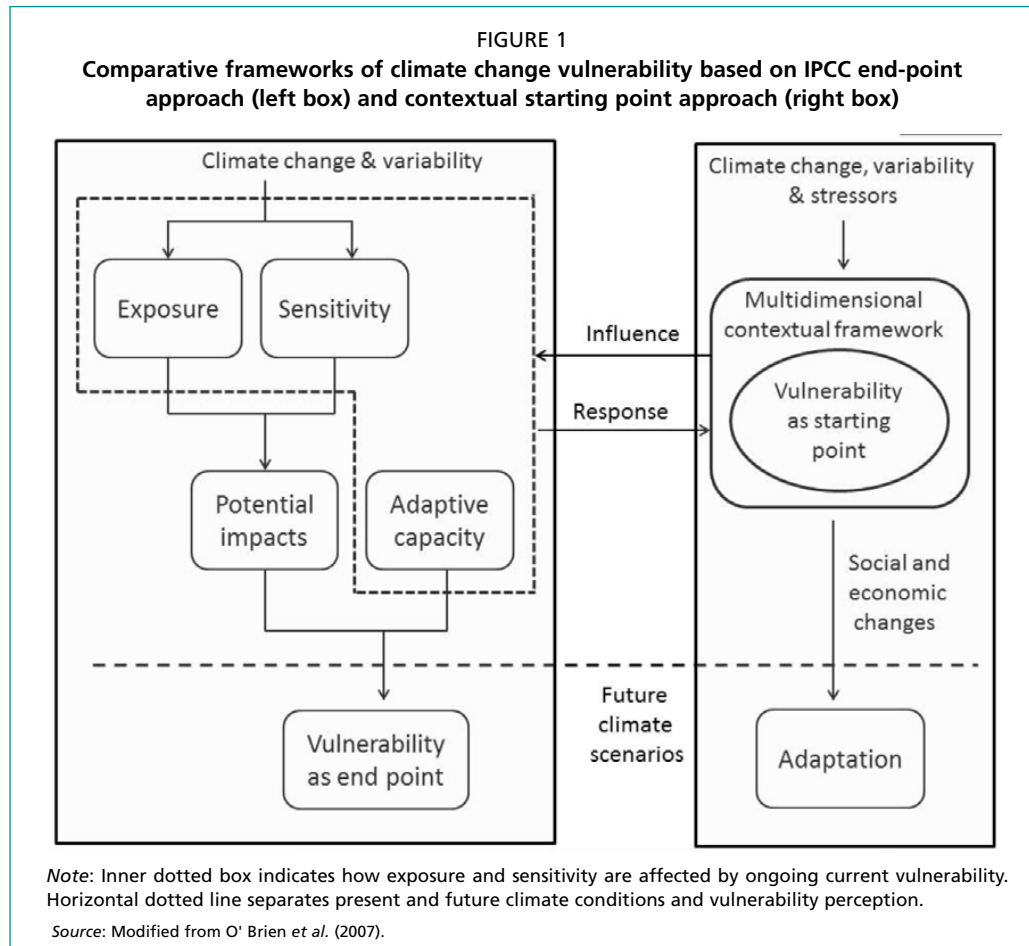 FIGURE 1
Comparative frameworks of climate change vulnerability based on IPCC end-point
approach (left box) and contextual starting point approach (right box)
Climate change & variability
Exposure
Sensitivity
Potential
impacts
Adaptive
capacity
Vulnerability
as end point
Influence
Response
Future
climate
scenarios
Climate change, variability
& stressors
Multidimensional
contextual framework
Vulnerability
as starting
point
Social and
economic
changes
Adaptation
Note: Inner dotted box indicates how exposure and sensitivity are affected by ongoing current vulnerability.
Horizontal dotted line separates present and future climate conditions and vulnerability perception.
Source: Modified from O' Brien et al. (2007).